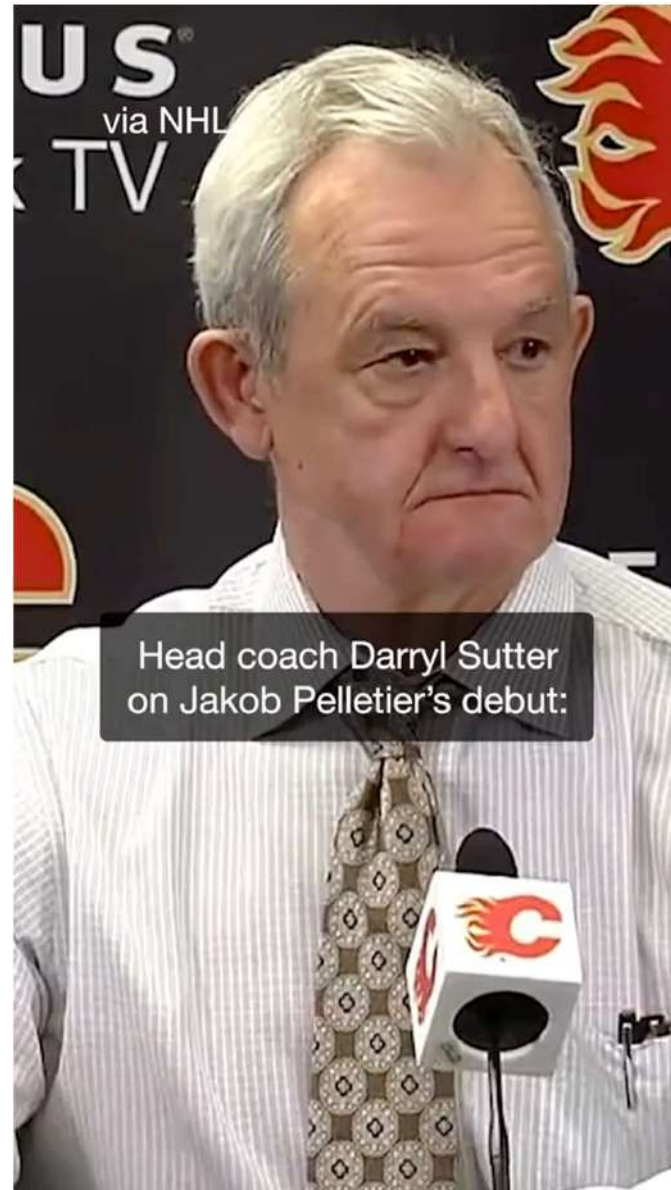 US®
via NHL
k TV
Head coach Darryl Sutter
on Jakob Pelletier’s debut:
C